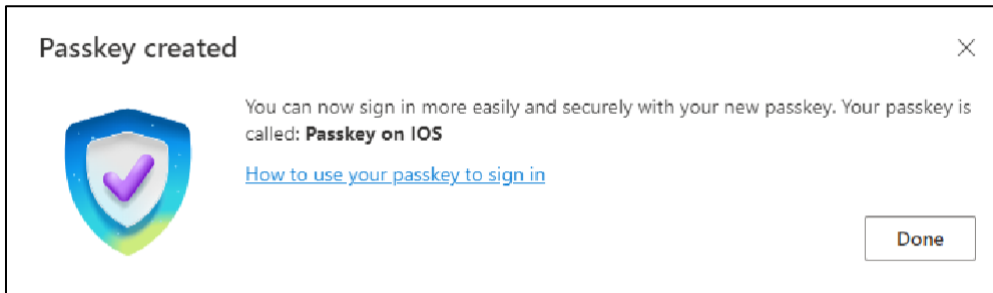 Passkey created
You can now sign in more easily and securely with your new passkey. Your passkey is
called: Passkey on IOS
How to use your passkey to sign in
Done